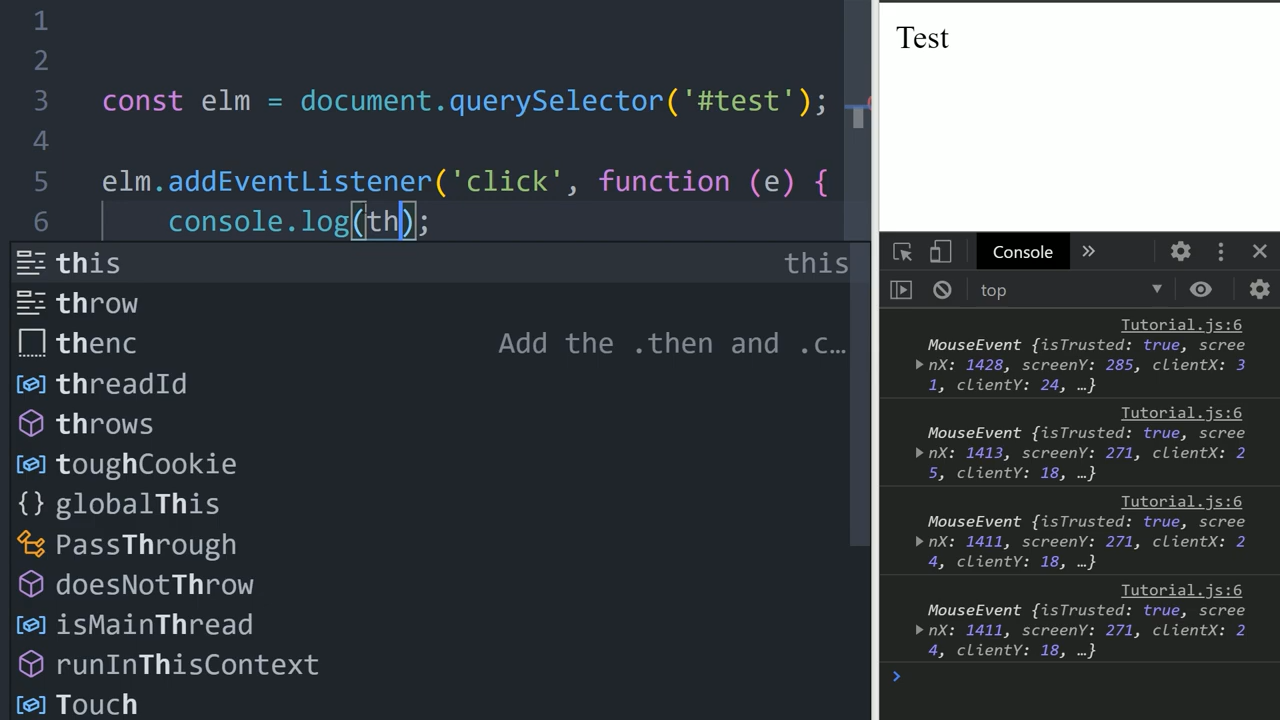 1
2
3 const elm = document.querySelector('#test');
4
5 elm.addEventListener('click', function (e) {
6 console.log(th);
this this
throw
thenc Add the .then and .c…
threadId
throws
toughCookie
globalThis
PassThrough
doesNotThrow
isMainThread
runInThisContext
Touch
Test
Console »
top
Tutorial.js:6
MouseEvent {isTrusted: true, scree
nX: 1428, screenY: 285, clientX: 3
1, clientY: 24, …}
Tutorial.js:6
MouseEvent {isTrusted: true, scree
nX: 1413, screenY: 271, clientX: 2
5, clientY: 18, …}
Tutorial.js:6
MouseEvent {isTrusted: true, scree
nX: 1411, screenY: 271, clientX: 2
4, clientY: 18, …}
Tutorial.js:6
MouseEvent {isTrusted: true, scree
nX: 1411, screenY: 271, clientX: 2
4, clientY: 18, …}